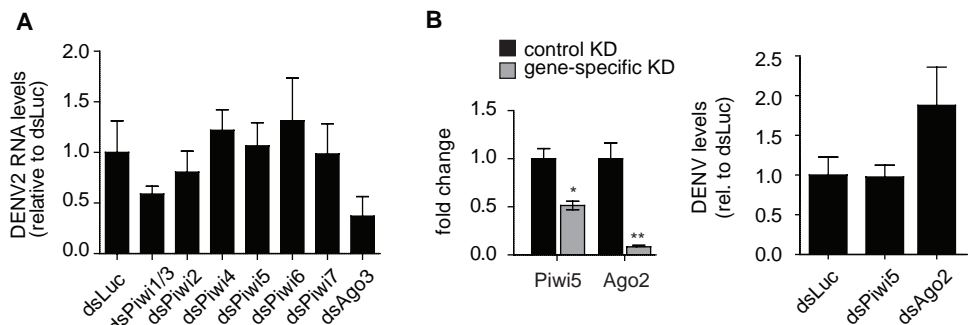 A
DENV2 RNA levels
(relative to dsLuc)
2.0
1.5
1.0
0.5
0.0
dsLuc
dsPiwi1/3
dsPiwi2
dsPiwi4
dsPiwi5
dsPiwi6
dsPiwi7
dsAgo3
B
control KD
gene-specific KD
fold change
1.5
1.0
0.5
0.0
*
**
Piwi5
Ago2
DENV levels
(rel. to dsLuc)
2.5
2.0
1.5
1.0
0.5
0.0
dsLuc
dsPiwi5
dsAgo2